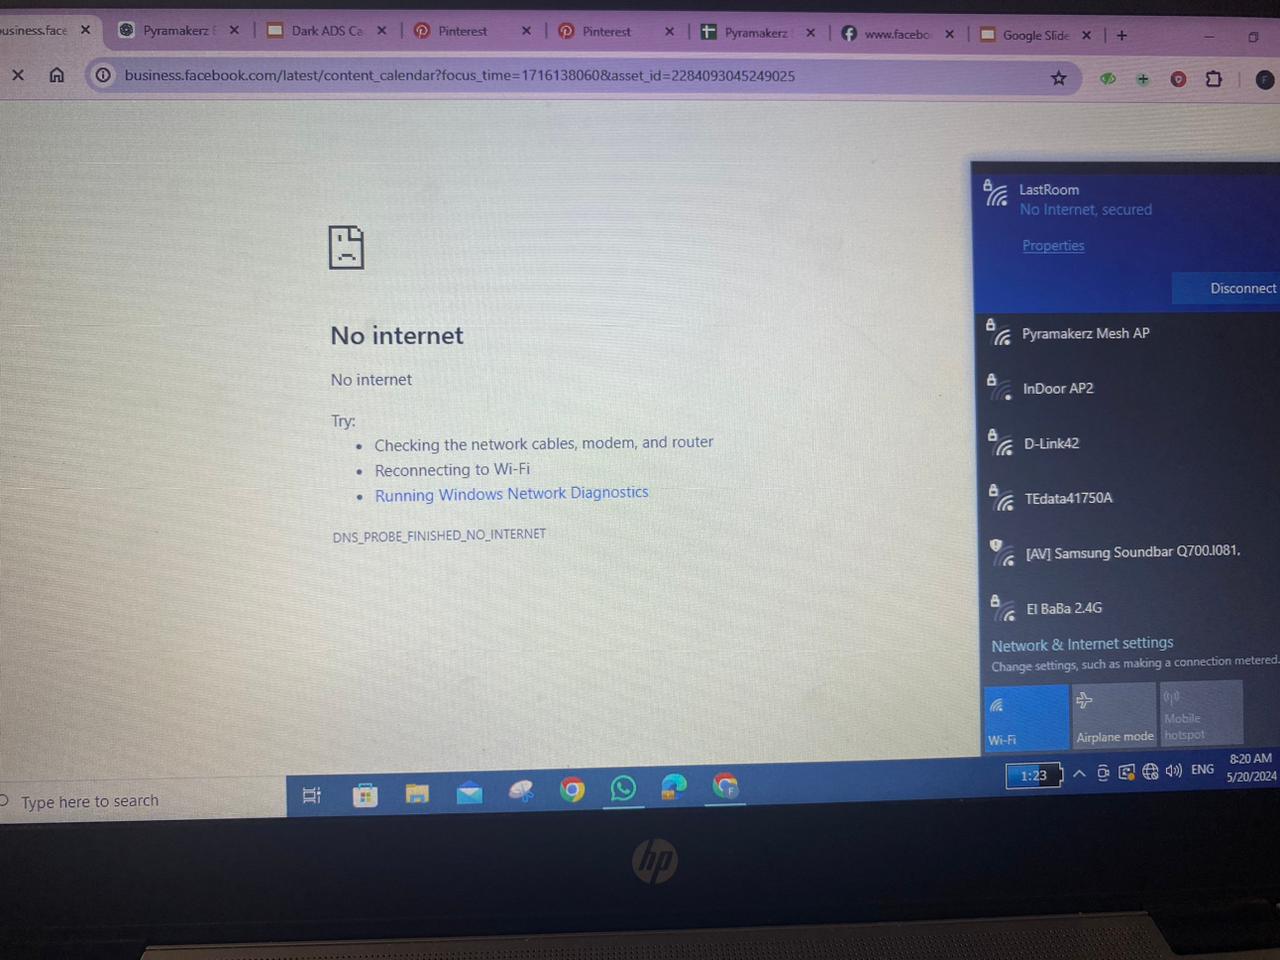 usiness.face
Pyramakerz
Dark ADS Ca
Pinterest
Pinterest
Pyramakerz
www.facebo
Google Slide
business.facebook.com/latest/content_calendar?focus_time=1716138060&asset_id=2284093045249025
F
No internet
No internet
Try:
• Checking the network cables, modem, and router
• Reconnecting to Wi-Fi
• Running Windows Network Diagnostics
DNS_PROBE_FINISHED_NO_INTERNET
LastRoom
No Internet, secured
Properties
Disconnect
Pyramakerz Mesh AP
InDoor AP2
D-Link42
TEdata41750A
[AV] Samsung Soundbar Q700.I081.
El BaBa 2.4G
Network & Internet settings
Change settings, such as making a connection metered.
Wi-Fi
Airplane mode
Mobile
hotspot
Type here to search
F
1:23
ENG
8:20 AM
5/20/2024
hp